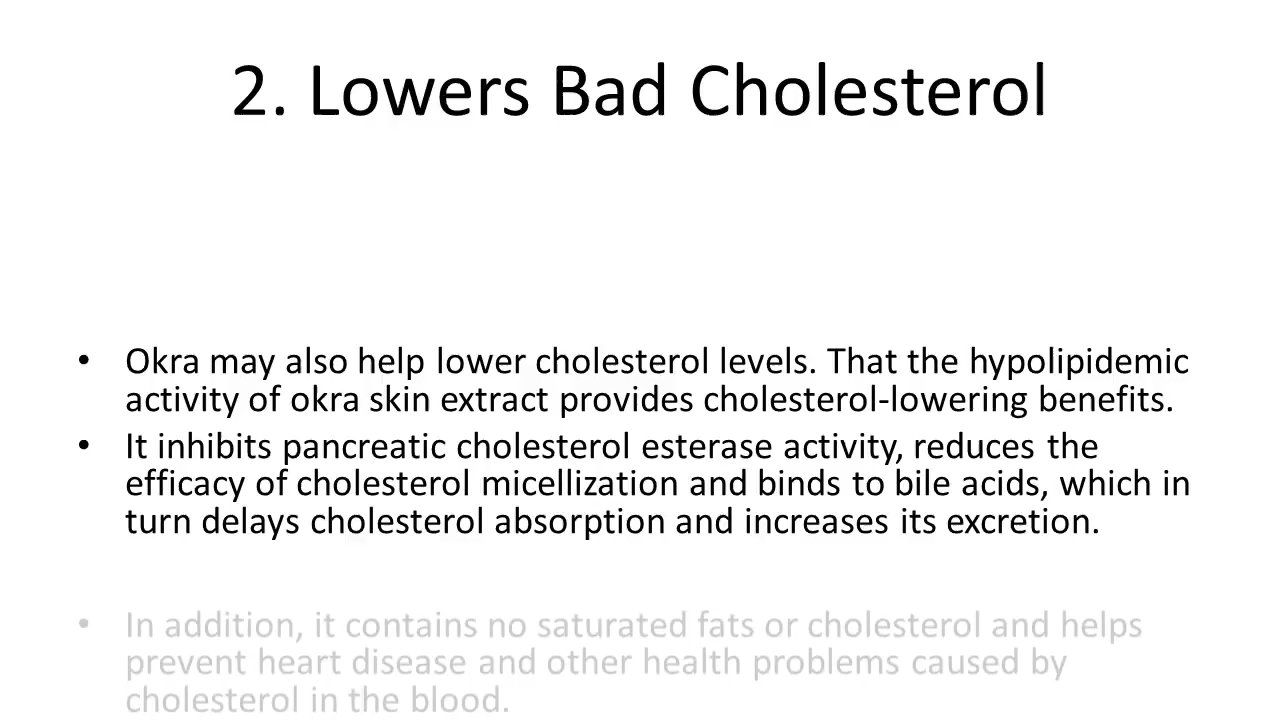 2. Lowers Bad Cholesterol
• Okra may also help lower cholesterol levels. That the hypolipidemic
activity of okra skin extract provides cholesterol-lowering benefits.
• It inhibits pancreatic cholesterol esterase activity, reduces the
efficacy of cholesterol micellization and binds to bile acids, which in
turn delays cholesterol absorption and increases its excretion.
• In addition, it contains no saturated fats or cholesterol and helps
prevent heart disease and other health problems caused by
cholesterol in the blood.